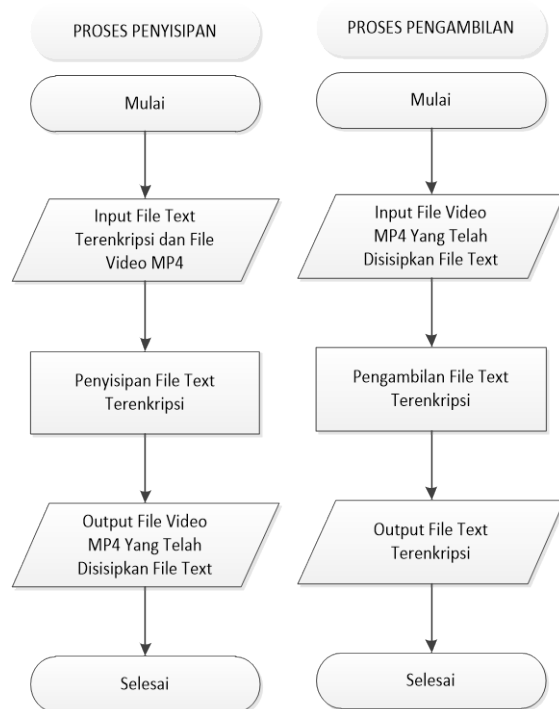 PROSES PENYISIPAN
Mulai
Input File Text
Terenkripsi dan File
Video MP4
Penyisipan File Text
Terenkripsi
Output File Video
MP4 Yang Telah
Disisipkan File Text
Selesai
PROSES PENGAMBILAN
Mulai
Input File Video
MP4 Yang Telah
Disisipkan File Text
Pengambilan File Text
Terenkripsi
Output File Text
Terenkripsi
Selesai